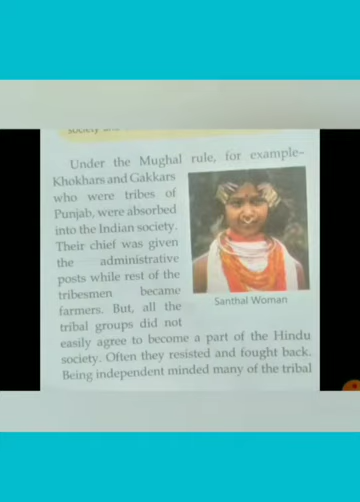 society and
Under the Mughal rule, for example–
Khokhars and Gakkars
who were tribes of
Punjab, were absorbed
into the Indian society.
Their chief was given
the administrative
posts while rest of the
tribesmen became
farmers. But, all the
tribal groups did not
easily agree to become a part of the Hindu
society. Often they resisted and fought back.
Being independent minded many of the tribal
Santhal Woman